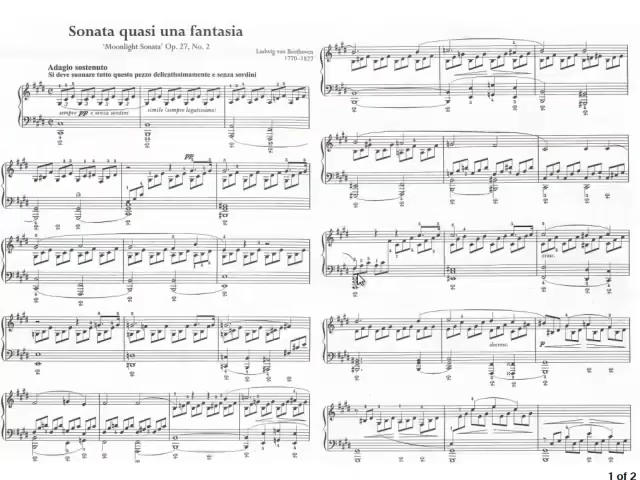 Sonata quasi una fantasia
'Moonlight Sonata' Op. 27, No. 2
Ludwig van Beethoven
1770–1827
Adagio sostenuto
Si deve suonare tutto questo pezzo delicatissimamente e senza sordini
sempre pp e senza sordini
simile (sempre legatissimo)
pp
cresc.
decresc.
1 of 2